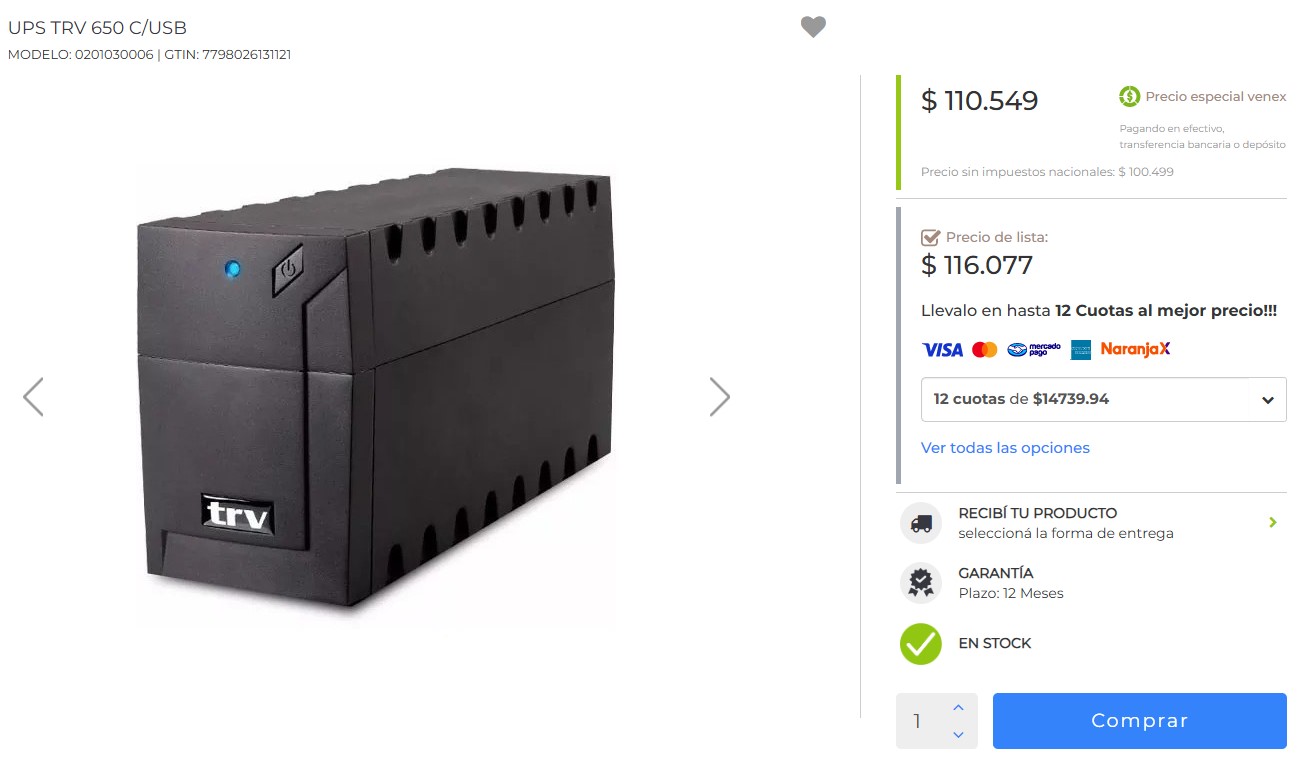 UPS TRV 650 C/USB
MODELO: 0201030006 | GTIN: 7798026131121
trv
$ 110.549
Precio especial venex
Pagando en efectivo,
transferencia bancaria o depósito
Precio sin impuestos nacionales: $ 100.499
Precio de lista:
$ 116.077
Llevalo en hasta 12 Cuotas al mejor precio!!!
VISA mercado pago NaranjaX
12 cuotas de $14739.94
Ver todas las opciones
RECIBÍ TU PRODUCTO
seleccioná la forma de entrega
GARANTÍA
Plazo: 12 Meses
EN STOCK
1
Comprar